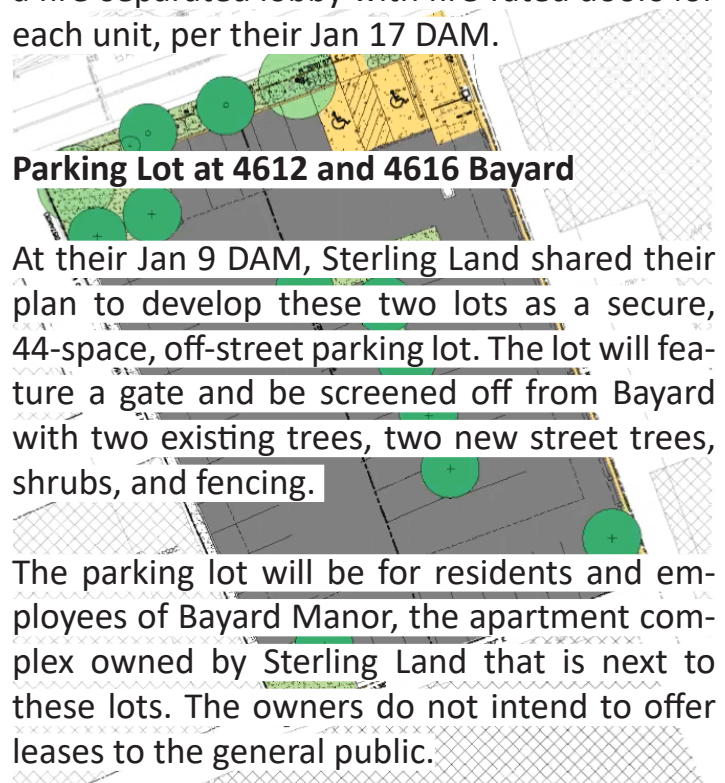 each unit, per their Jan 17 DAM.
Parking Lot at 4612 and 4616 Bayard
At their Jan 9 DAM, Sterling Land shared their
plan to develop these two lots as a secure,
44-space, off-street parking lot. The lot will fea-
ture a gate and be screened off from Bayard
with two existing trees, two new street trees,
shrubs, and fencing.
The parking lot will be for residents and em-
ployees of Bayard Manor, the apartment com-
plex owned by Sterling Land that is next to
these lots. The owners do not intend to offer
leases to the general public.